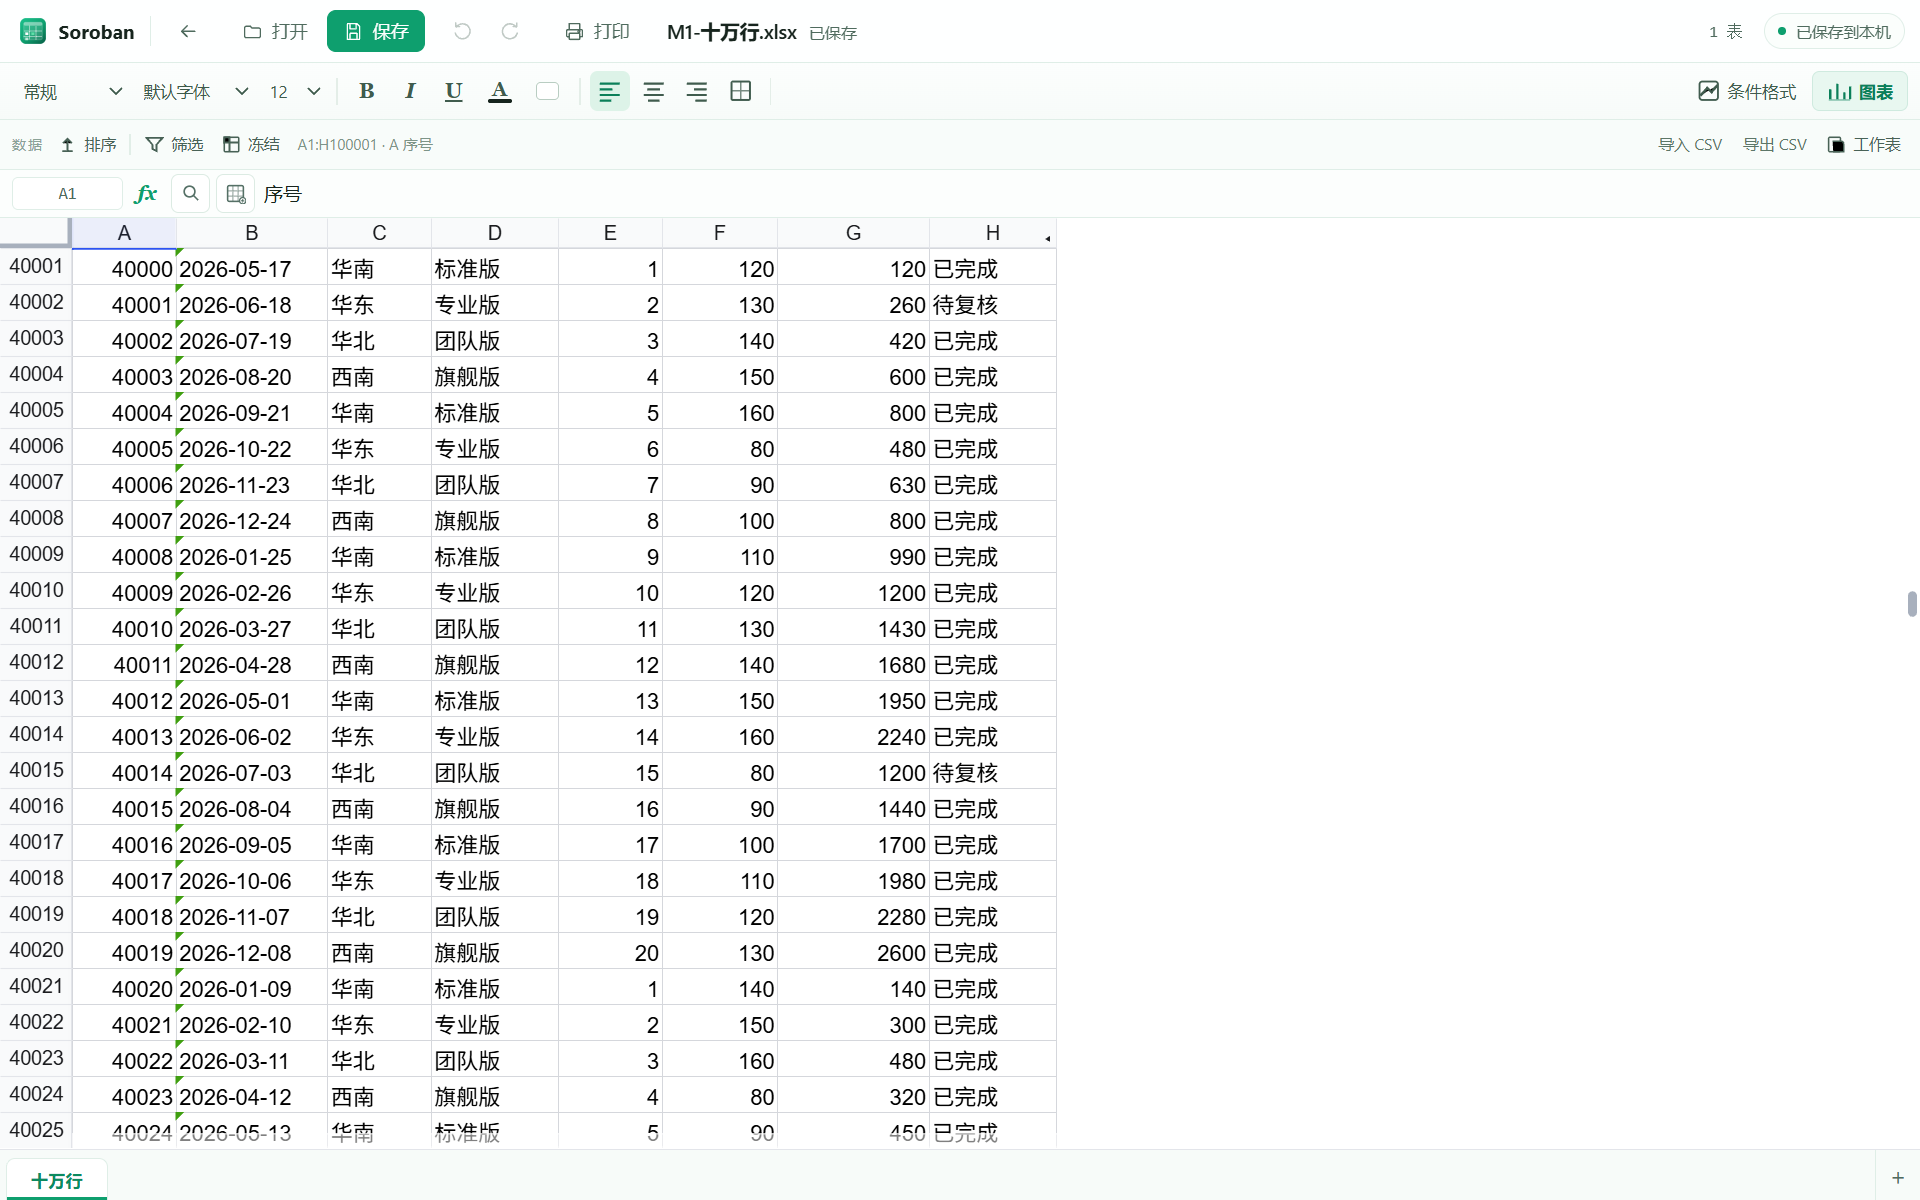 Soroban 打开 保存 打印 M1-十万行.xlsx 已保存 1 表 已保存到本机
常规 默认字体 12 B I U A 条件格式 图表
数据 排序 筛选 冻结 A1:H100001 · A 序号 导入 CSV 导出 CSV 工作表
A1 fx 序号
A B C D E F G H
40001 40000 2026-05-17 华南 标准版 1 120 120 已完成
40002 40001 2026-06-18 华东 专业版 2 130 260 待复核
40003 40002 2026-07-19 华北 团队版 3 140 420 已完成
40004 40003 2026-08-20 西南 旗舰版 4 150 600 已完成
40005 40004 2026-09-21 华南 标准版 5 160 800 已完成
40006 40005 2026-10-22 华东 专业版 6 80 480 已完成
40007 40006 2026-11-23 华北 团队版 7 90 630 已完成
40008 40007 2026-12-24 西南 旗舰版 8 100 800 已完成
40009 40008 2026-01-25 华南 标准版 9 110 990 已完成
40010 40009 2026-02-26 华东 专业版 10 120 1200 已完成
40011 40010 2026-03-27 华北 团队版 11 130 1430 已完成
40012 40011 2026-04-28 西南 旗舰版 12 140 1680 已完成
40013 40012 2026-05-01 华南 标准版 13 150 1950 已完成
40014 40013 2026-06-02 华东 专业版 14 160 2240 已完成
40015 40014 2026-07-03 华北 团队版 15 80 1200 待复核
40016 40015 2026-08-04 西南 旗舰版 16 90 1440 已完成
40017 40016 2026-09-05 华南 标准版 17 100 1700 已完成
40018 40017 2026-10-06 华东 专业版 18 110 1980 已完成
40019 40018 2026-11-07 华北 团队版 19 120 2280 已完成
40020 40019 2026-12-08 西南 旗舰版 20 130 2600 已完成
40021 40020 2026-01-09 华南 标准版 1 140 140 已完成
40022 40021 2026-02-10 华东 专业版 2 150 300 已完成
40023 40022 2026-03-11 华北 团队版 3 160 480 已完成
40024 40023 2026-04-12 西南 旗舰版 4 80 320 已完成
40025 40024 2026-05-13 华南 标准版 5 90 450 已完成
十万行 +